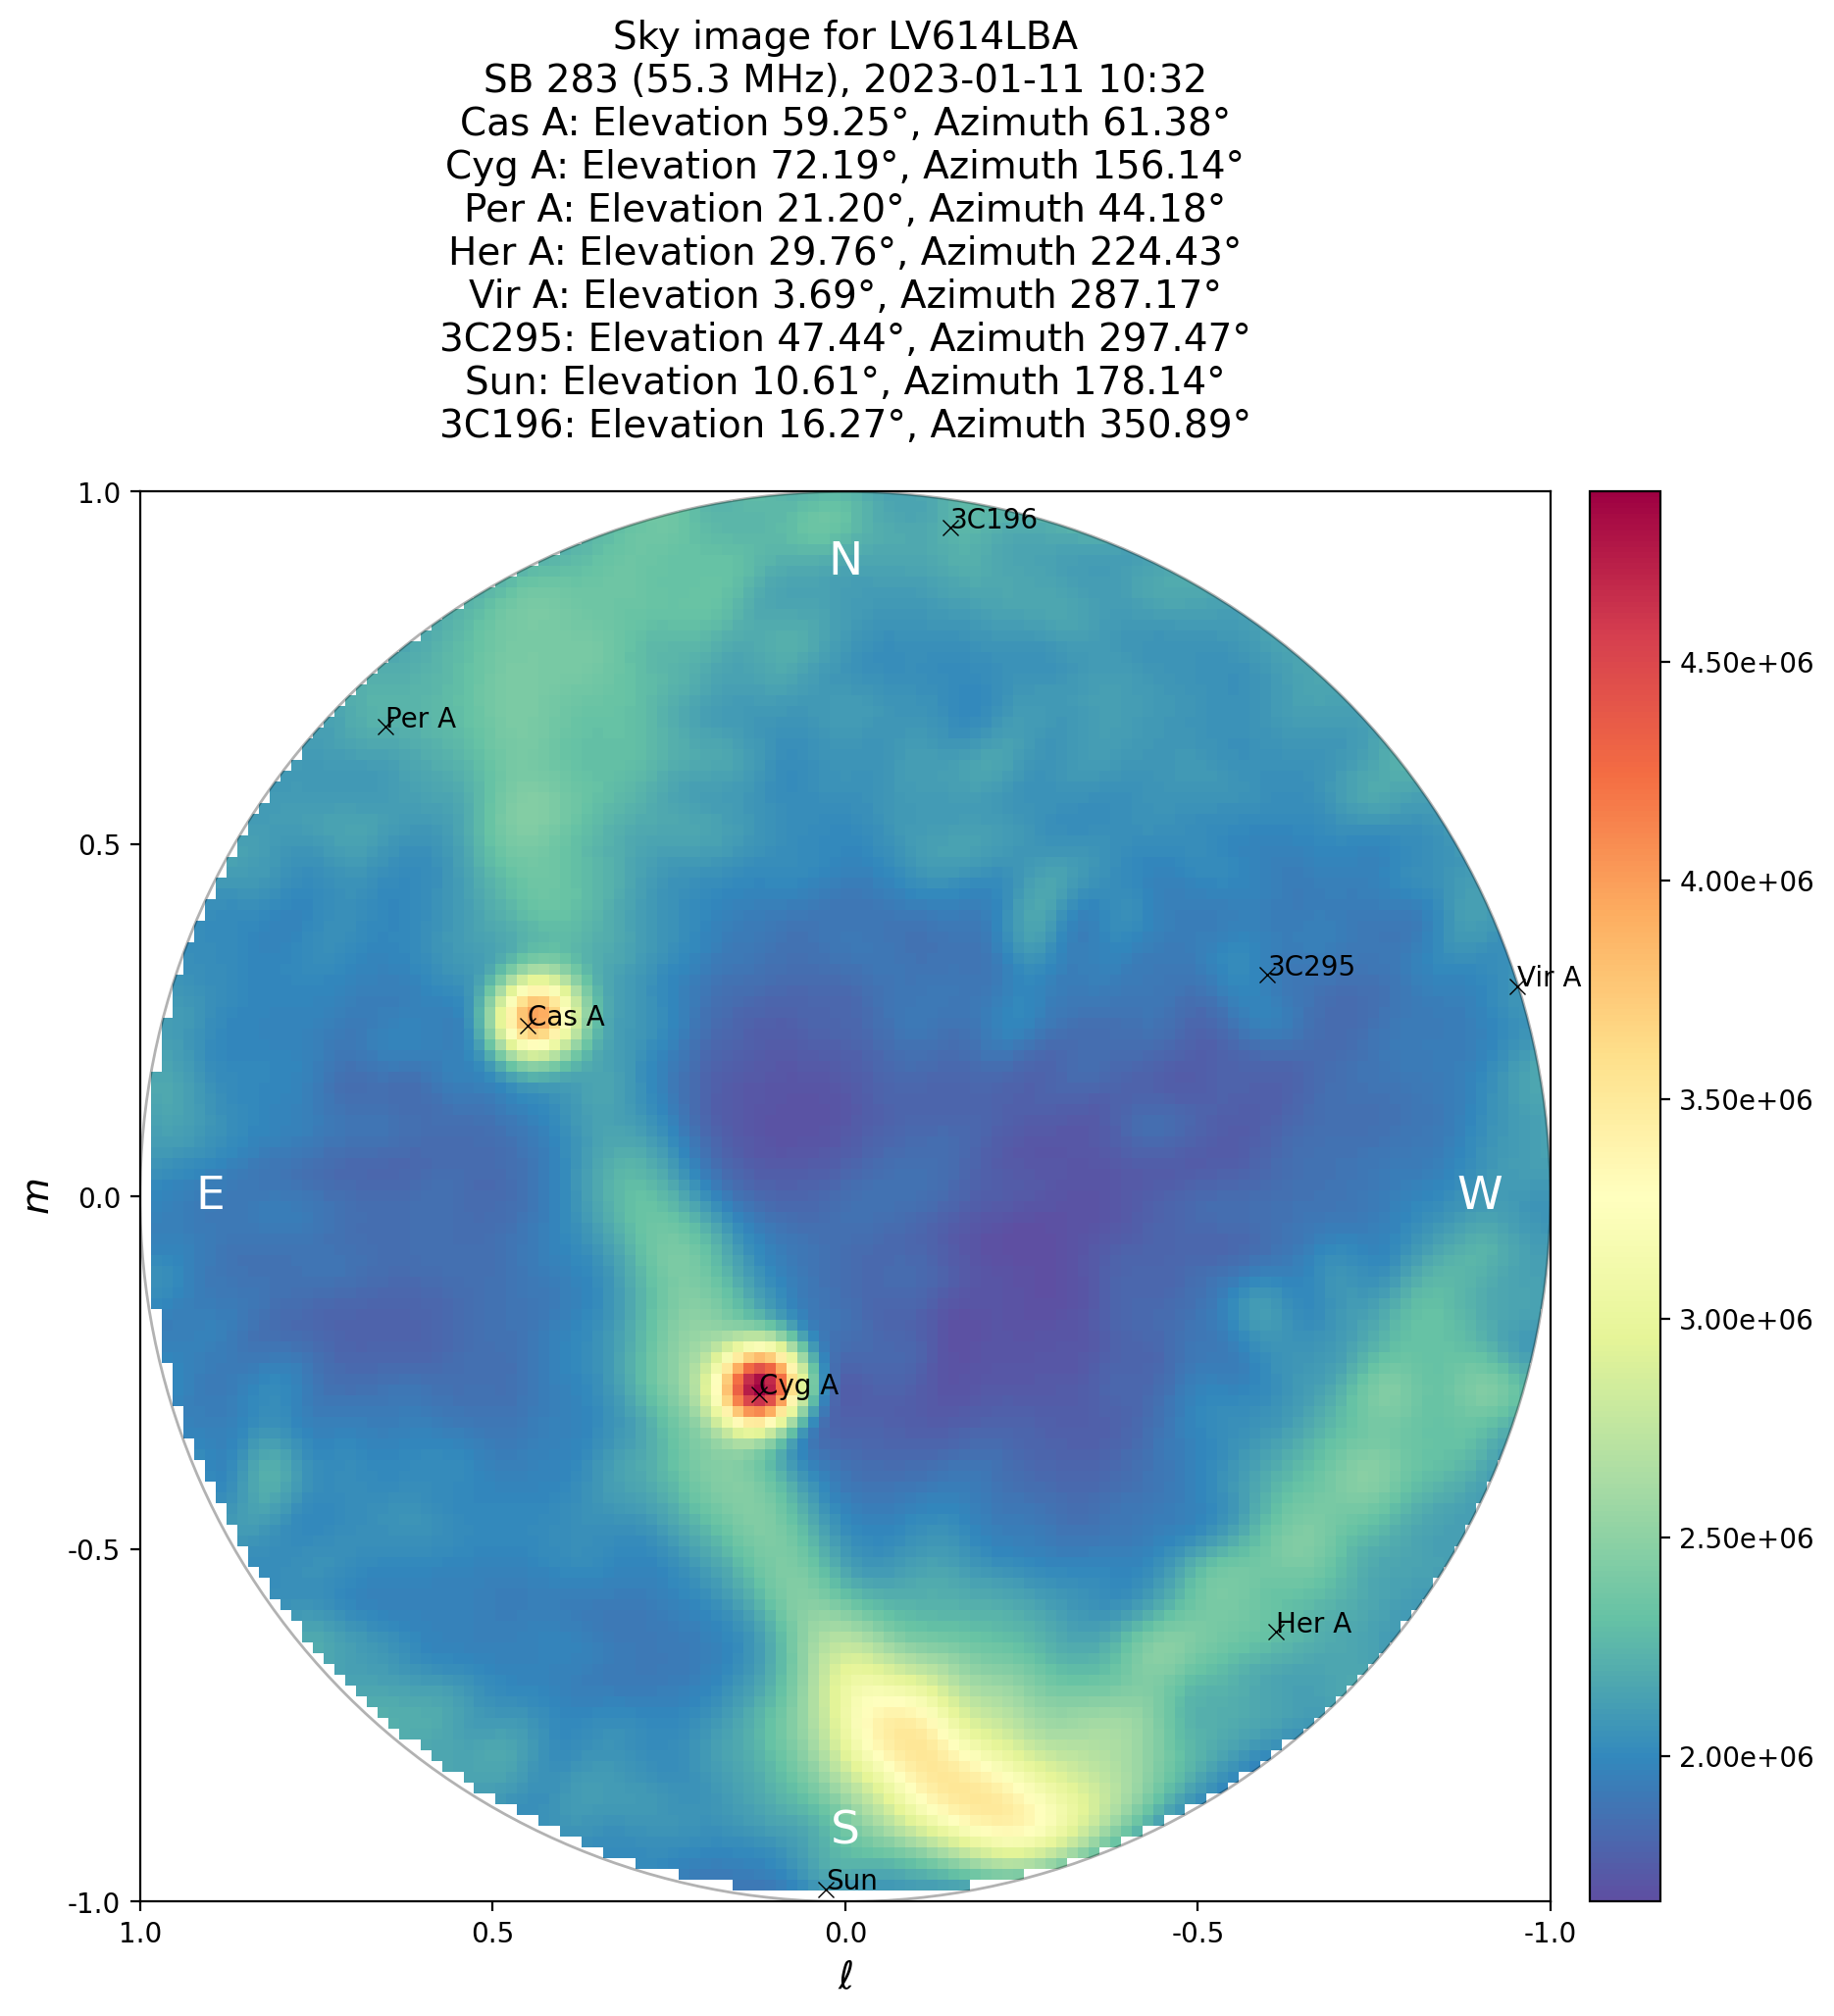 Sky image for LV614LBA
SB 283 (55.3 MHz), 2023-01-11 10:32
Cas A: Elevation 59.25°, Azimuth 61.38°
Cyg A: Elevation 72.19°, Azimuth 156.14°
Per A: Elevation 21.20°, Azimuth 44.18°
Her A: Elevation 29.76°, Azimuth 224.43°
Vir A: Elevation 3.69°, Azimuth 287.17°
3C295: Elevation 47.44°, Azimuth 297.47°
Sun: Elevation 10.61°, Azimuth 178.14°
3C196: Elevation 16.27°, Azimuth 350.89°
1.0
3C196
N
4.50e+06
Per A
0.5
4.00e+06
3C295
Vir A
Cas A
3.50e+06
m
0.0
E
W
3.00e+06
Cyg A
2.50e+06
-0.5
Her A
2.00e+06
S
Sun
-1.0
1.0
0.5
0.0
-0.5
-1.0
ℓ